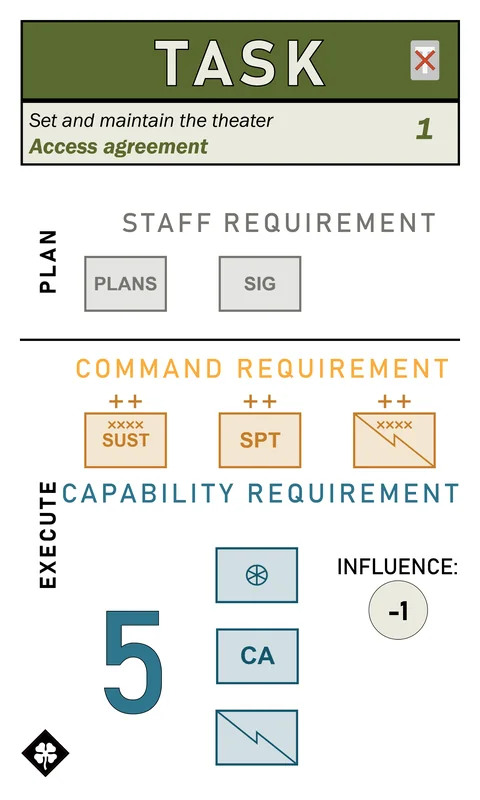 TASK
Set and maintain the theater
Access agreement
1
PLAN
STAFF REQUIREMENT
PLANS SIG
EXECUTE
COMMAND REQUIREMENT
++ ++ ++
xxxx xxxx
SUST SPT
CAPABILITY REQUIREMENT
INFLUENCE:
-1
5
CA